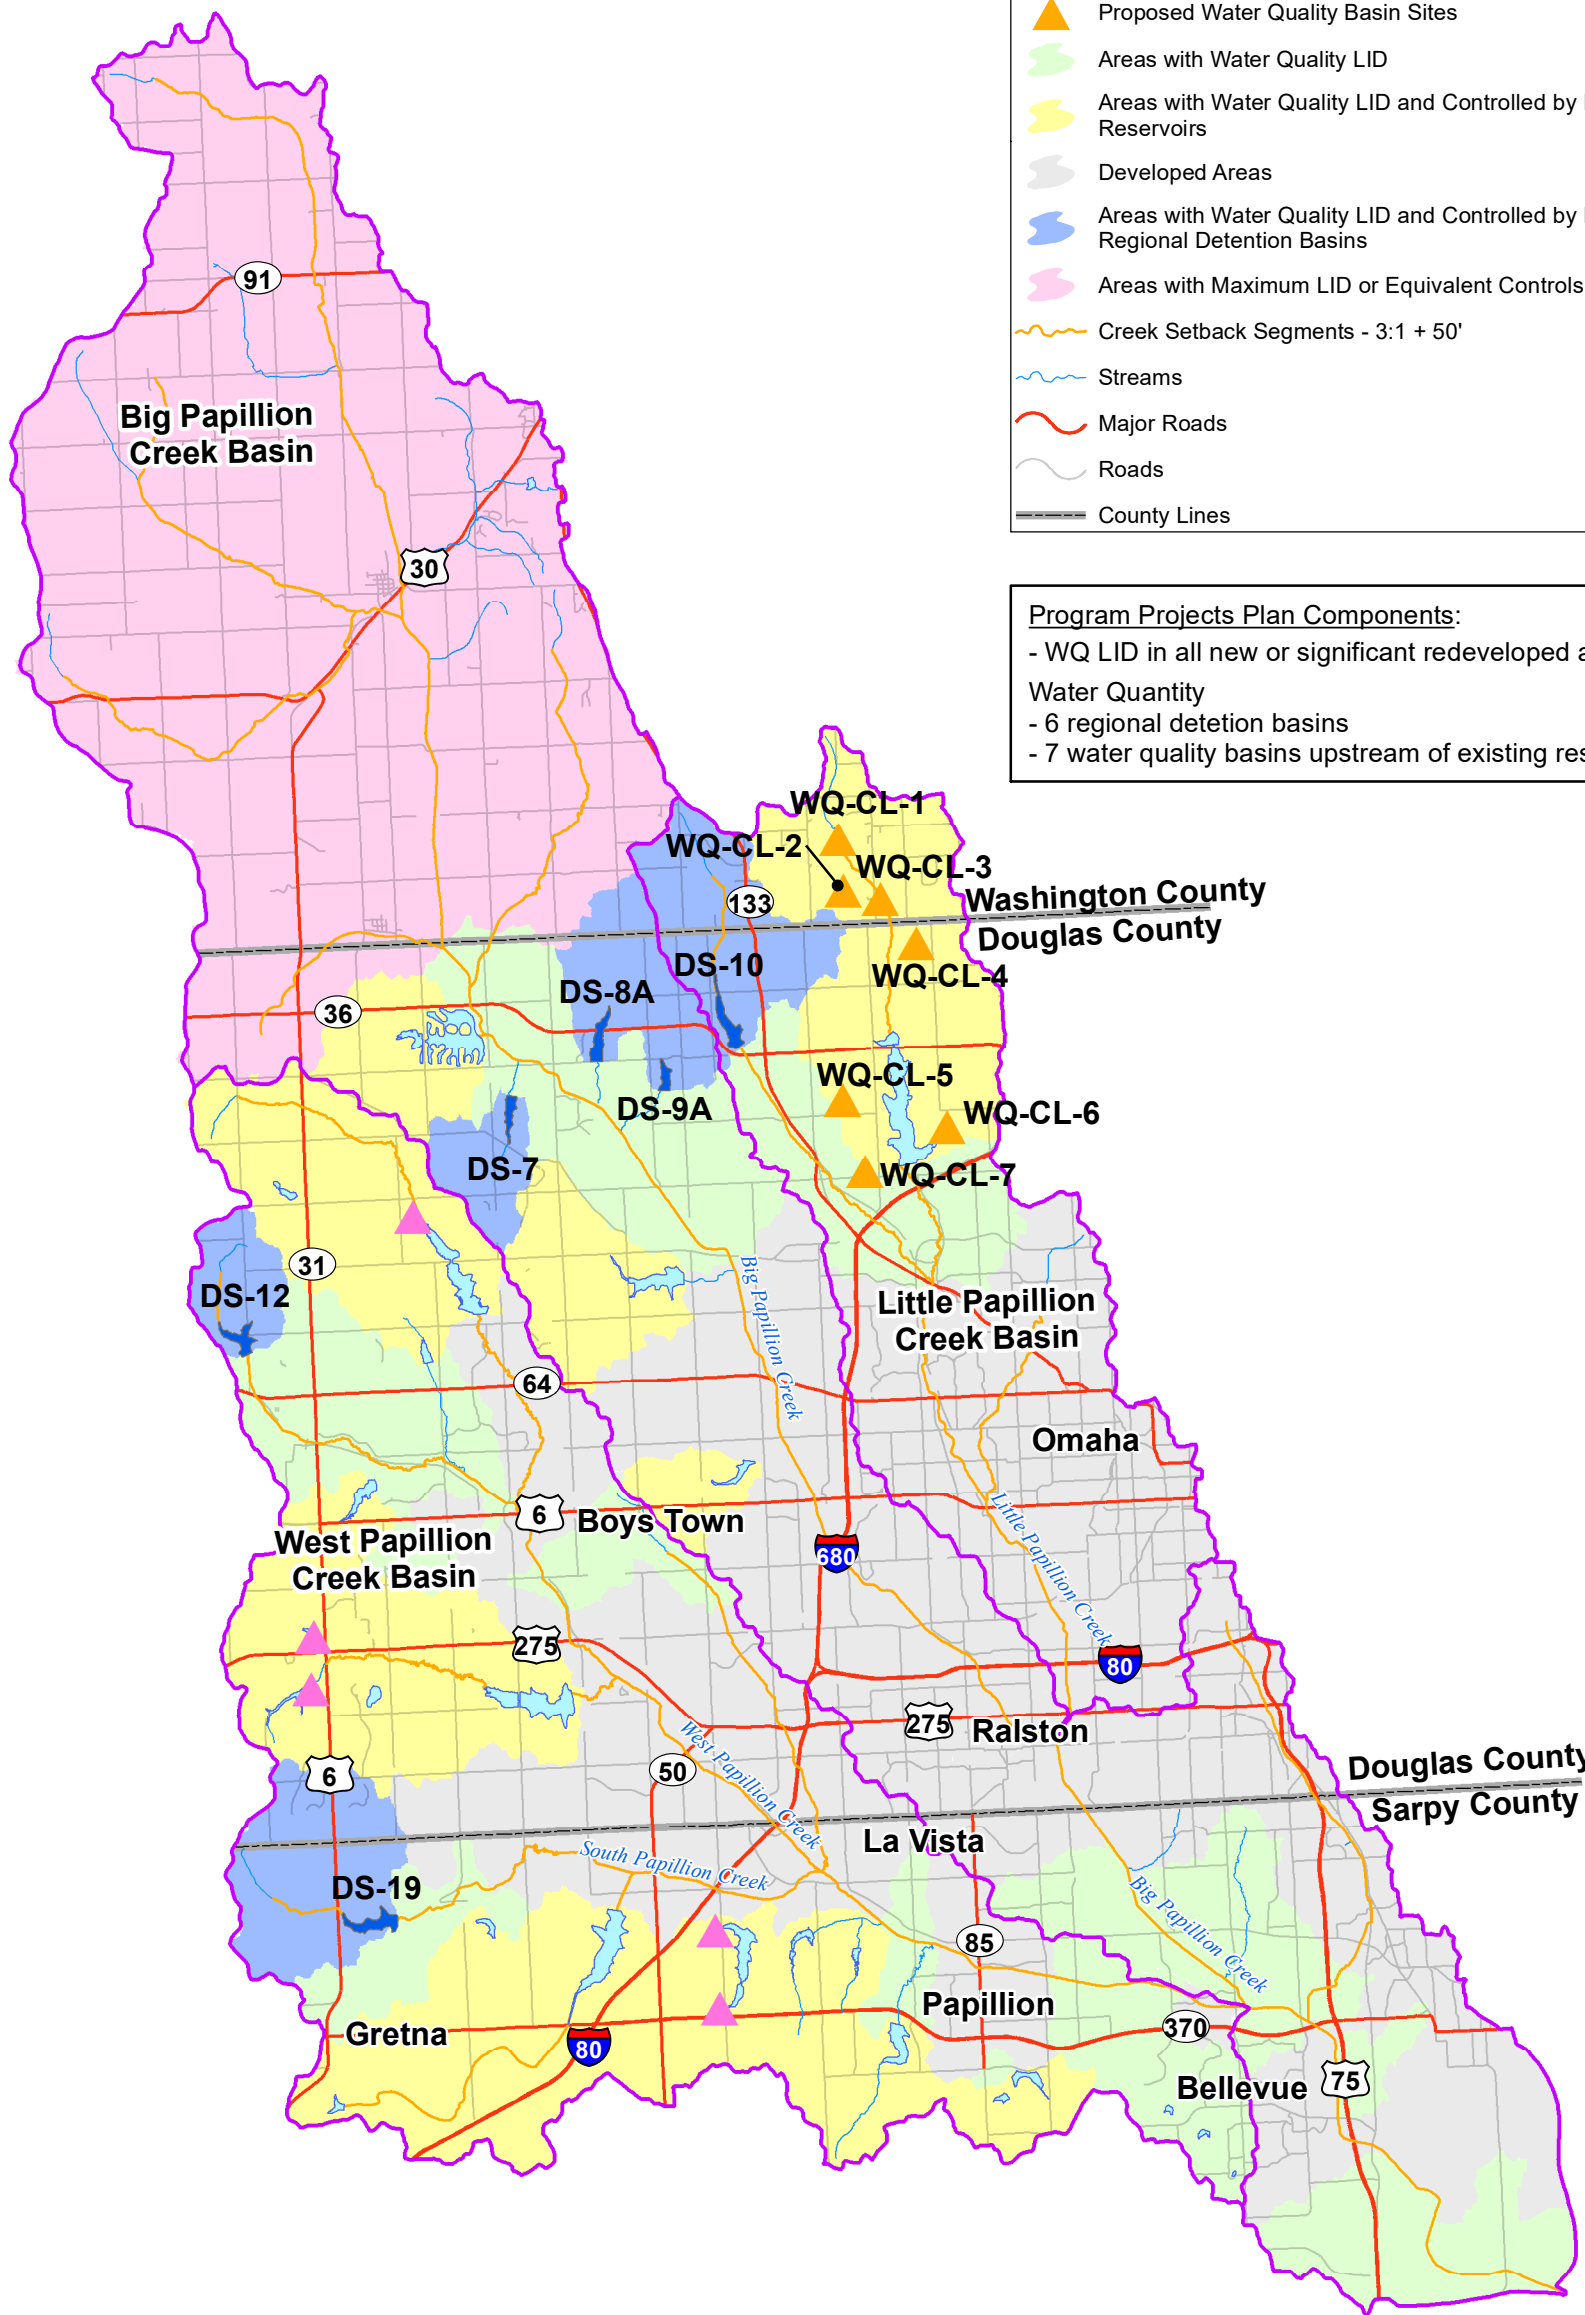 Proposed Water Quality Basin Sites
Areas with Water Quality LID
Areas with Water Quality LID and Controlled by
Reservoirs
Developed Areas
Areas with Water Quality LID and Controlled by
Regional Detention Basins
Areas with Maximum LID or Equivalent Controls
Creek Setback Segments - 3:1 + 50'
Streams
Major Roads
Roads
County Lines
Program Projects Plan Components:
- WQ LID in all new or significant redeveloped
Water Quantity
- 6 regional detetion basins
- 7 water quality basins upstream of existing
91
Big Papillion
Creek Basin
30
WQ-CL-1
WQ-CL-2
WQ-CL-3
133
Washington County
Douglas County
WQ-CL-4
DS-10
DS-8A
36
WQ-CL-5
DS-9A
WQ-CL-6
DS-7
WQ-CL-7
31
DS-12
Big Papillion Creek
Little Papillion
Creek Basin
64
Omaha
6
Boys Town
West Papillion
Creek Basin
680
Little Papillion Creek
275
80
275
Ralston
West Papillion Creek
50
6
Douglas County
Sarpy County
La Vista
South Papillion Creek
DS-19
Big Papillion Creek
85
Papillion
Gretna
80
370
Bellevue
75